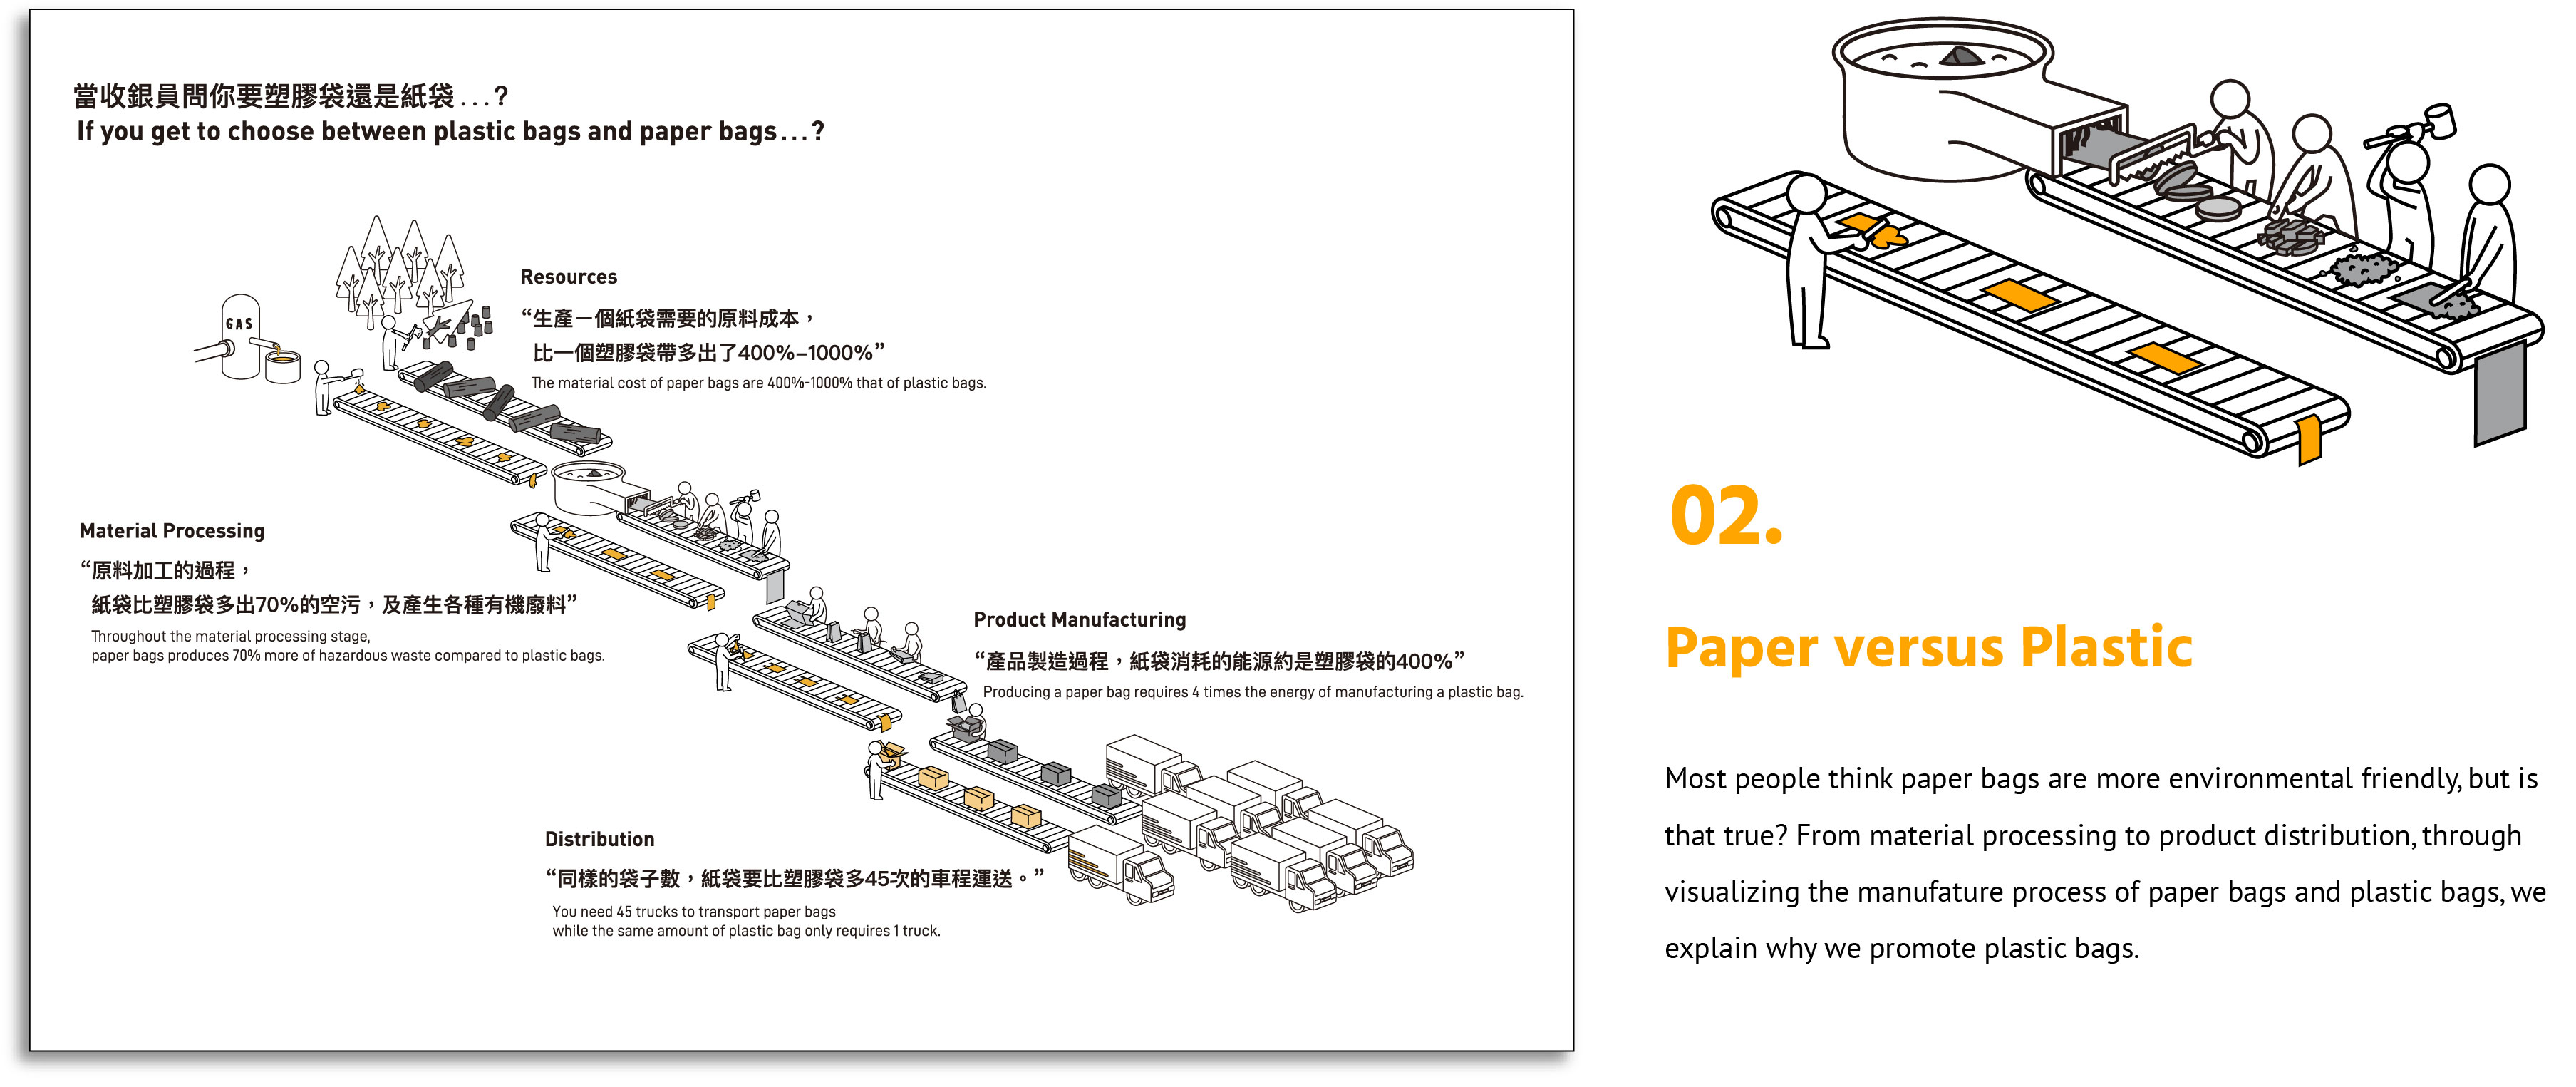 當收銀員問你要塑膠袋還是紙袋...?
If you get to choose between plastic bags and paper bags...?
GAS
Resources
“生產一個紙袋需要的原料成本，
比一個塑膠袋帶多出了400%–1000%”
The material cost of paper bags are 400%-1000% that of plastic bags.
Material Processing
“原料加工的過程，
紙袋比塑膠袋多出70%的空污，及產生各種有機廢料”
Throughout the material processing stage,
paper bags produces 70% more of hazardous waste compared to plastic bags.
Product Manufacturing
“產品製造過程，紙袋消耗的能源約是塑膠袋的400%”
Producing a paper bag requires 4 times the energy of manufacturing a plastic bag.
Distribution
“同樣的袋子數，紙袋要比塑膠袋多45次的車程運送。”
You need 45 trucks to transport paper bags
while the same amount of plastic bag only requires 1 truck.
02.
Paper versus Plastic
Most people think paper bags are more environmental friendly, but is
that true? From material processing to product distribution, through
visualizing the manufature process of paper bags and plastic bags, we
explain why we promote plastic bags.